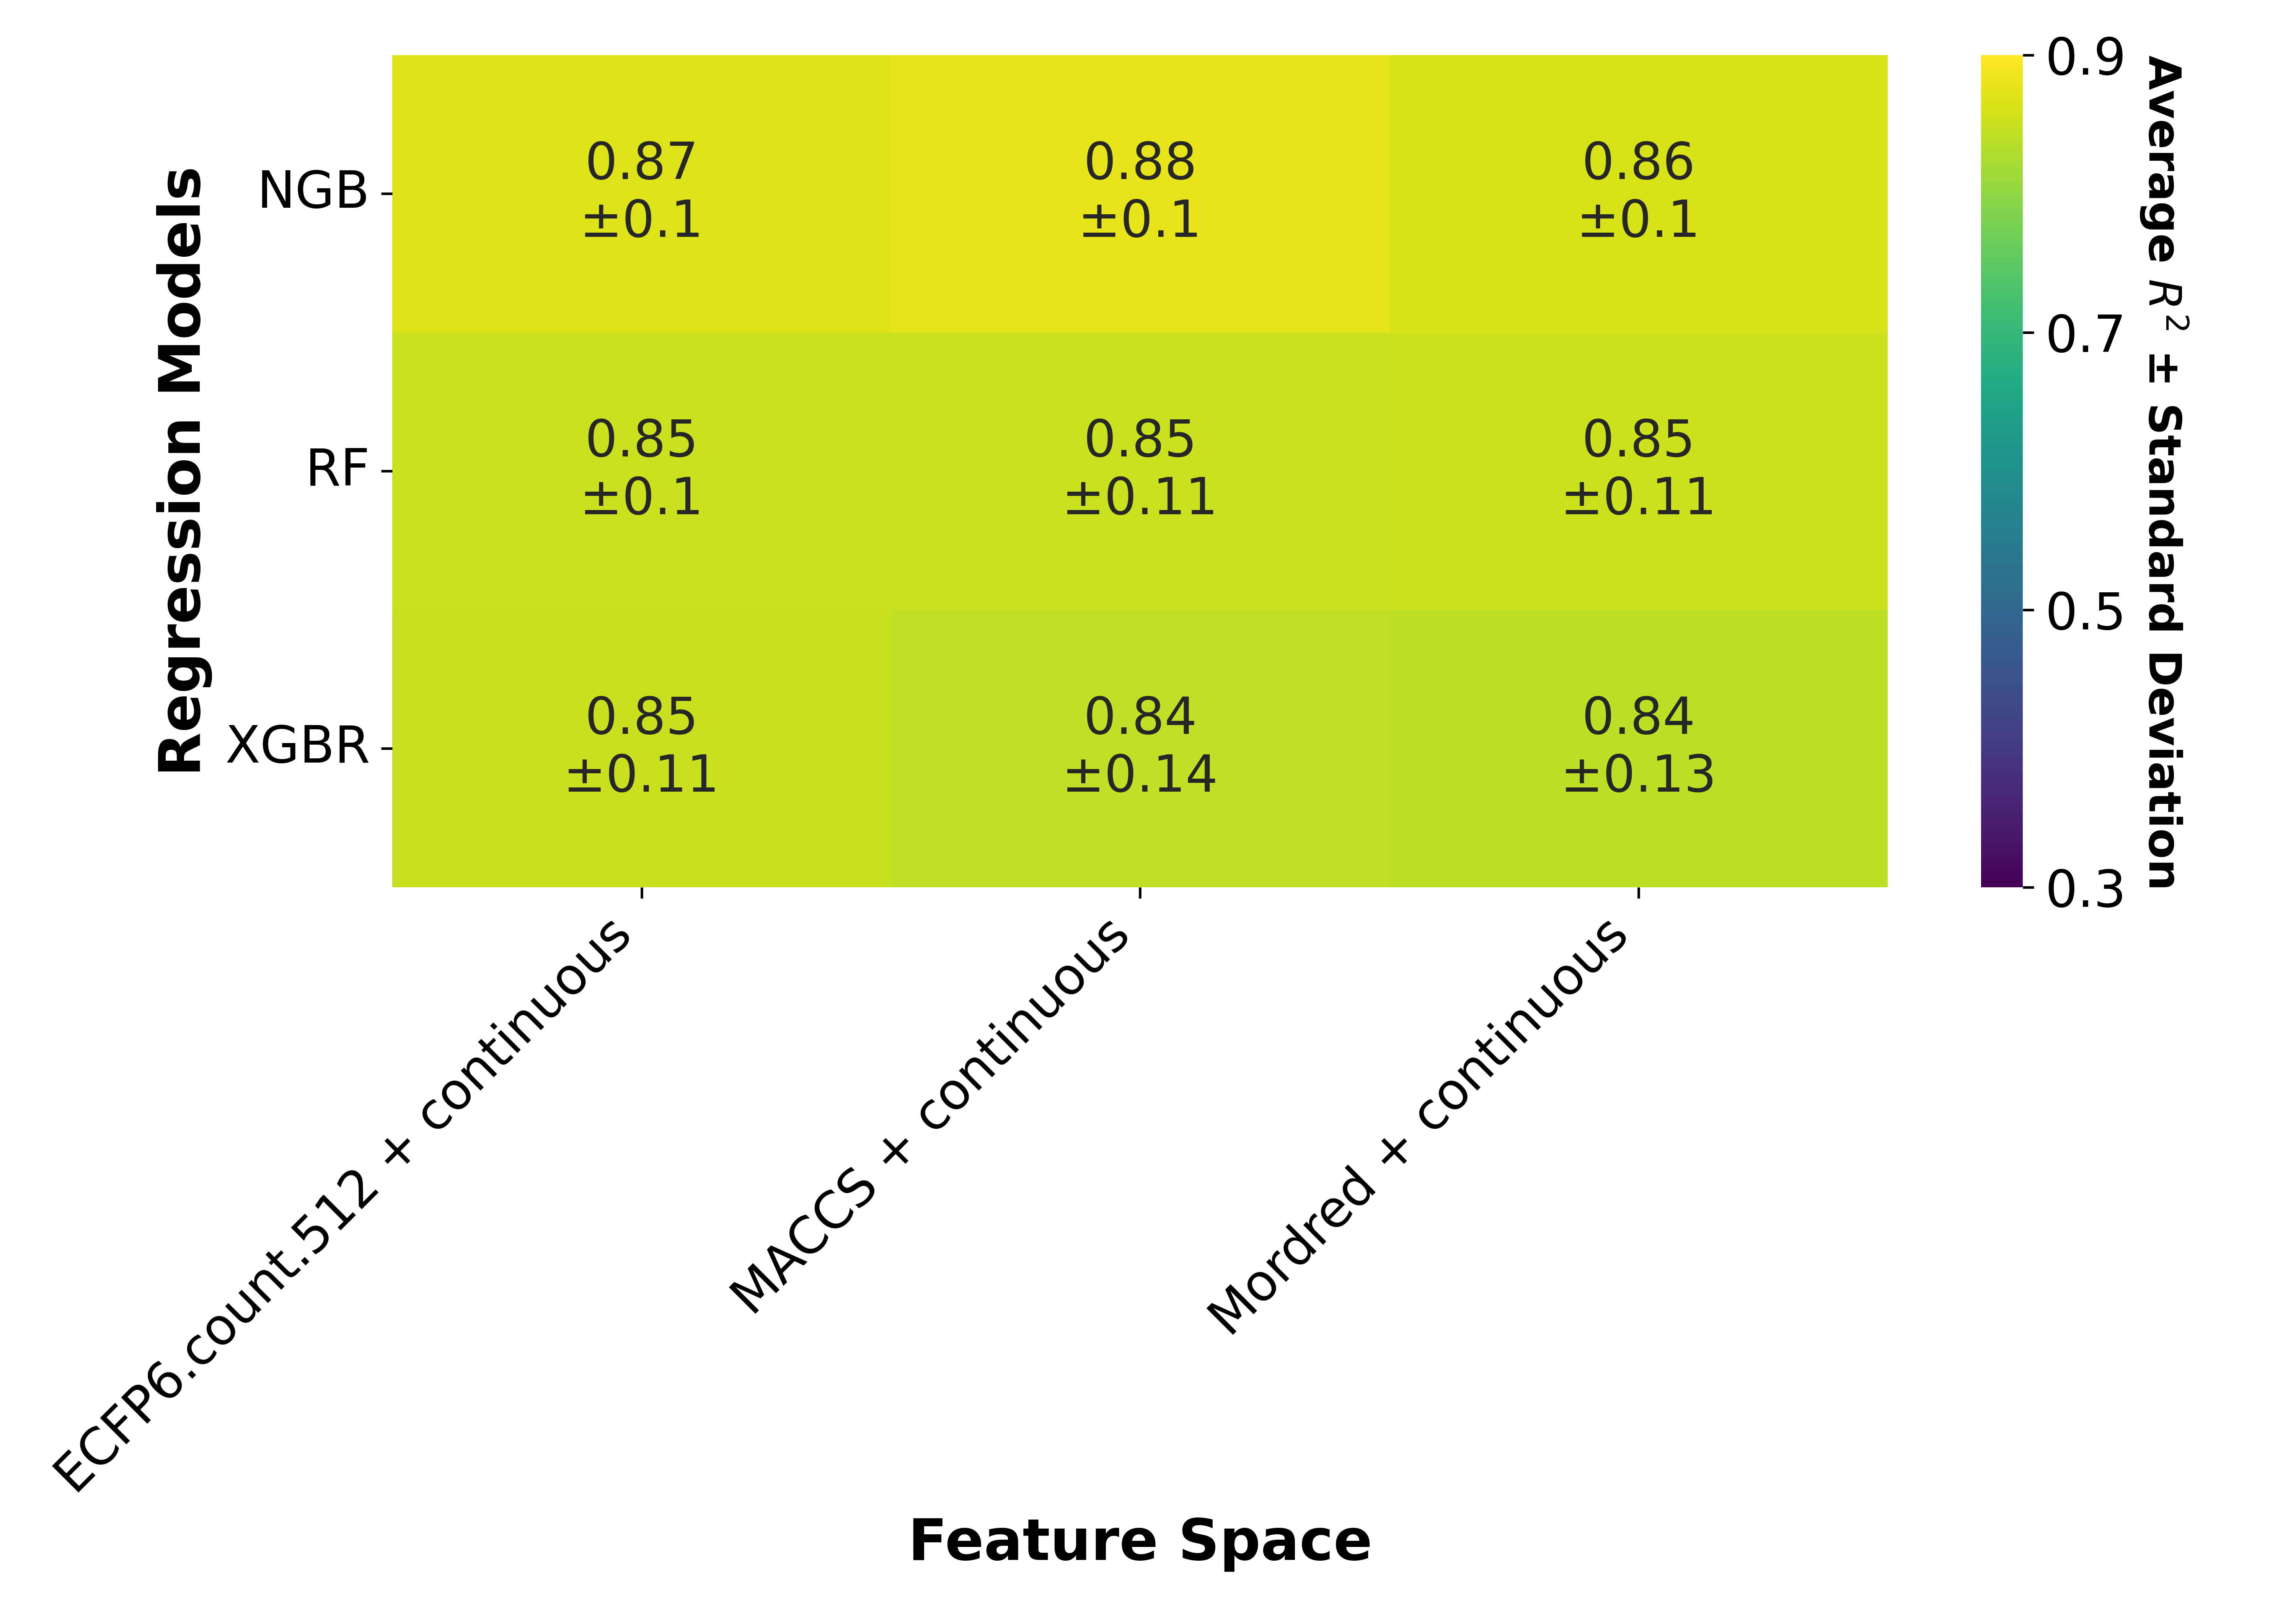 Regression Models
NGB
RF
XGBR
0.87
±0.1
0.88
±0.1
0.86
±0.1
0.85
±0.1
0.85
±0.11
0.85
±0.11
0.85
±0.11
0.84
±0.14
0.84
±0.13
ECFP6.count.512 + continuous
MACCS + continuous
Mordred + continuous
Feature Space
0.9
0.7
0.5
0.3
Average R² ± Standard Deviation